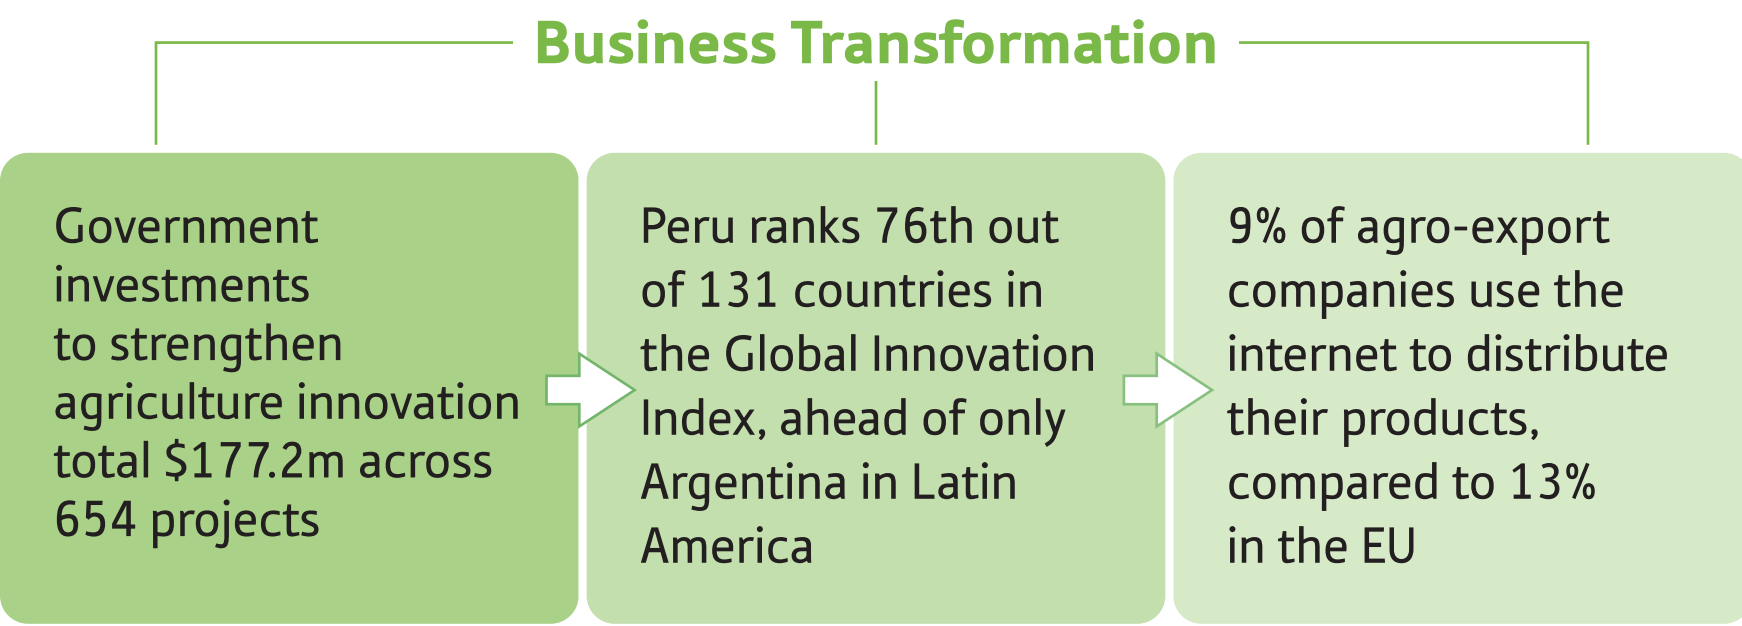 Business Transformation
Government
investments
to strengthen
agriculture innovation
total $177.2m across
654 projects
Peru ranks 76th out
of 131 countries in
the Global Innovation
Index, ahead of only
Argentina in Latin
America
9% of agro-export
companies use the
internet to distribute
their products,
compared to 13%
in the EU